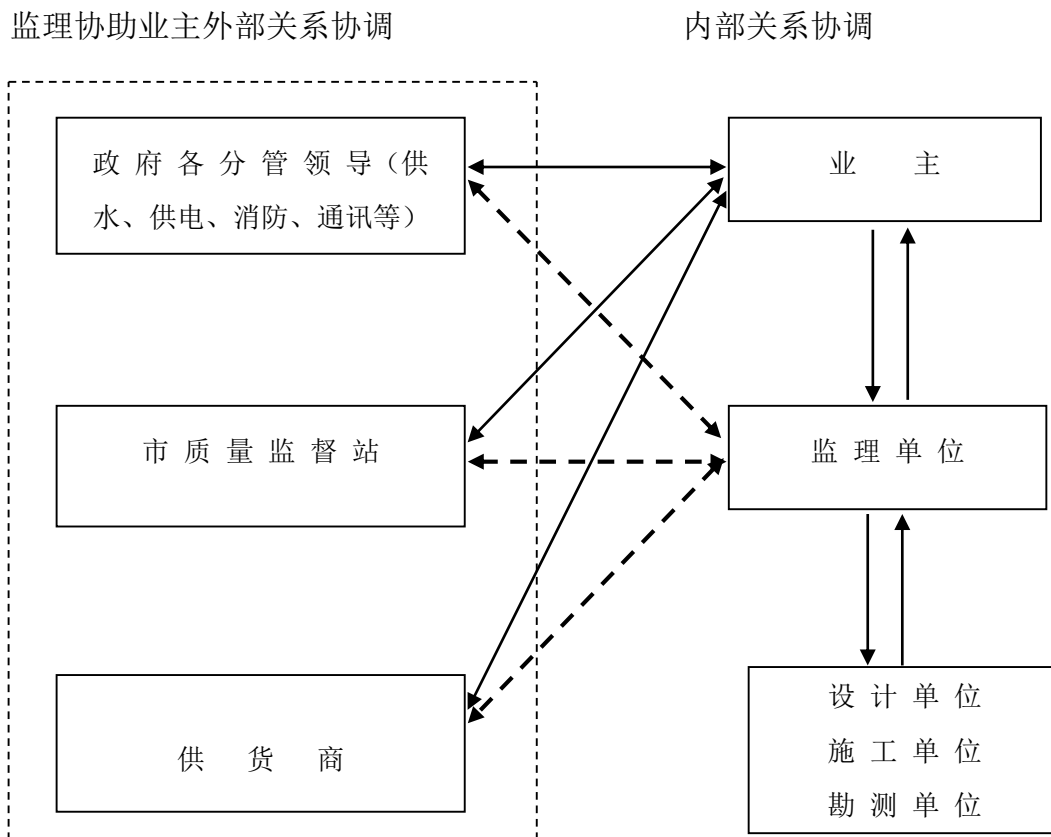 监理协助业主外部关系协调
内部关系协调
政府各分管领导（供
水、供电、消防、通讯等）
业主
市质量监督站
监理单位
供货商
设计单位
施工单位
勘测单位